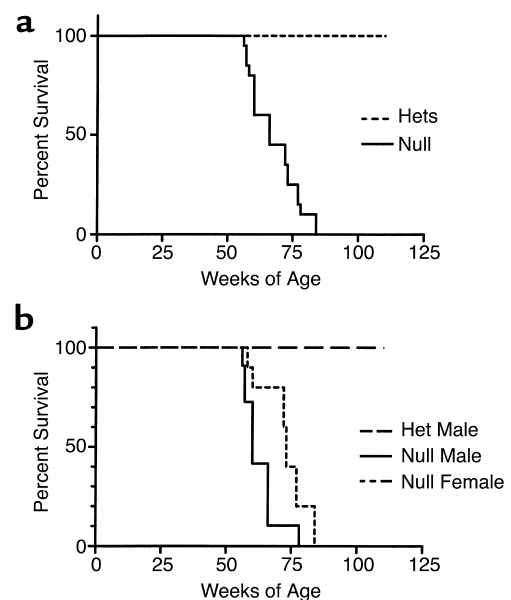 a
100
50
0
Percent Survival
Hets
Null
0 25 50 75 100 125
Weeks of Age
b
100
50
0
Percent Survival
Het Male
Null Male
Null Female
0 25 50 75 100 125
Weeks of Age